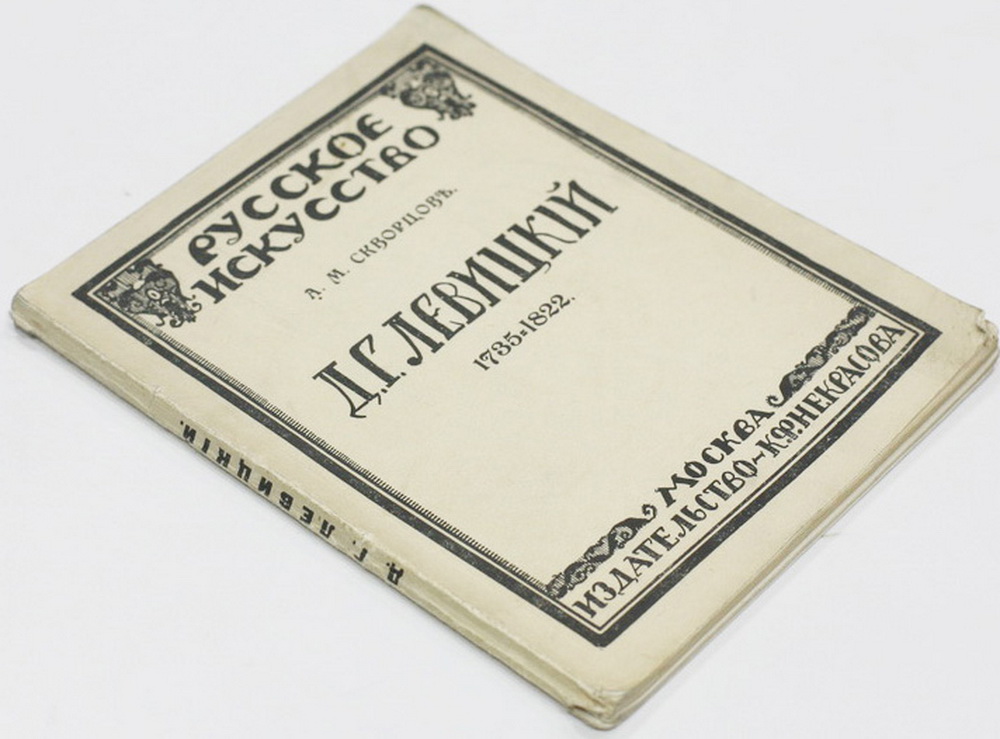 РУССКОЕ
ИСКУССТВО
А. М. СКВОРЦОВЪ.
Д.Г. ЛЕВИЦКІЙ
1735=1822.
МОСКВА
ИЗДАТЕЛЬСТВО–К.Ф.НЕКРАСОВА
Д. Г. ЛЕВИЦКІЙ.